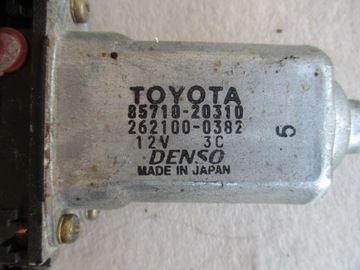 TOYOTA
85710-20310
262100-0382
12V 3C
DENSO
MADE IN JAPAN
5